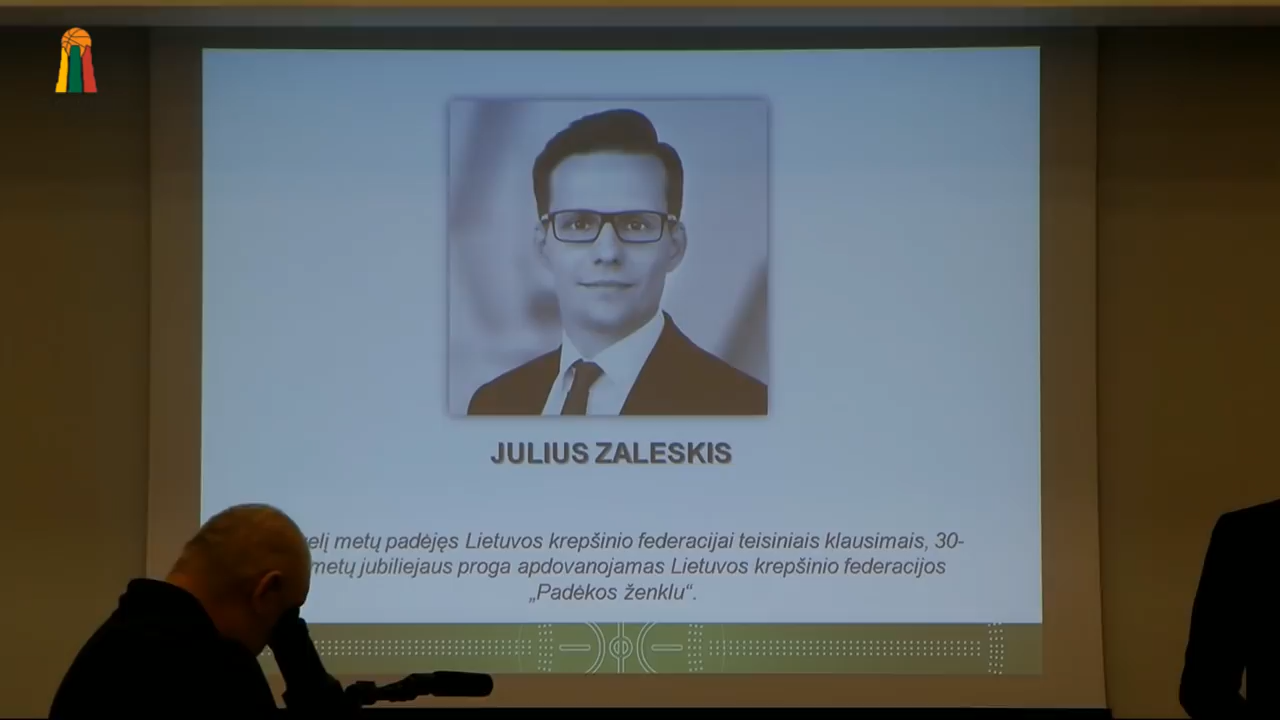 JULIUS ZALESKIS
metų padėjęs Lietuvos krepšinio federacijai teisiniais klausimais, 30-
metų jubiliejaus proga apdovanojamas Lietuvos krepšinio federacijos
„Padėkos ženklu“.